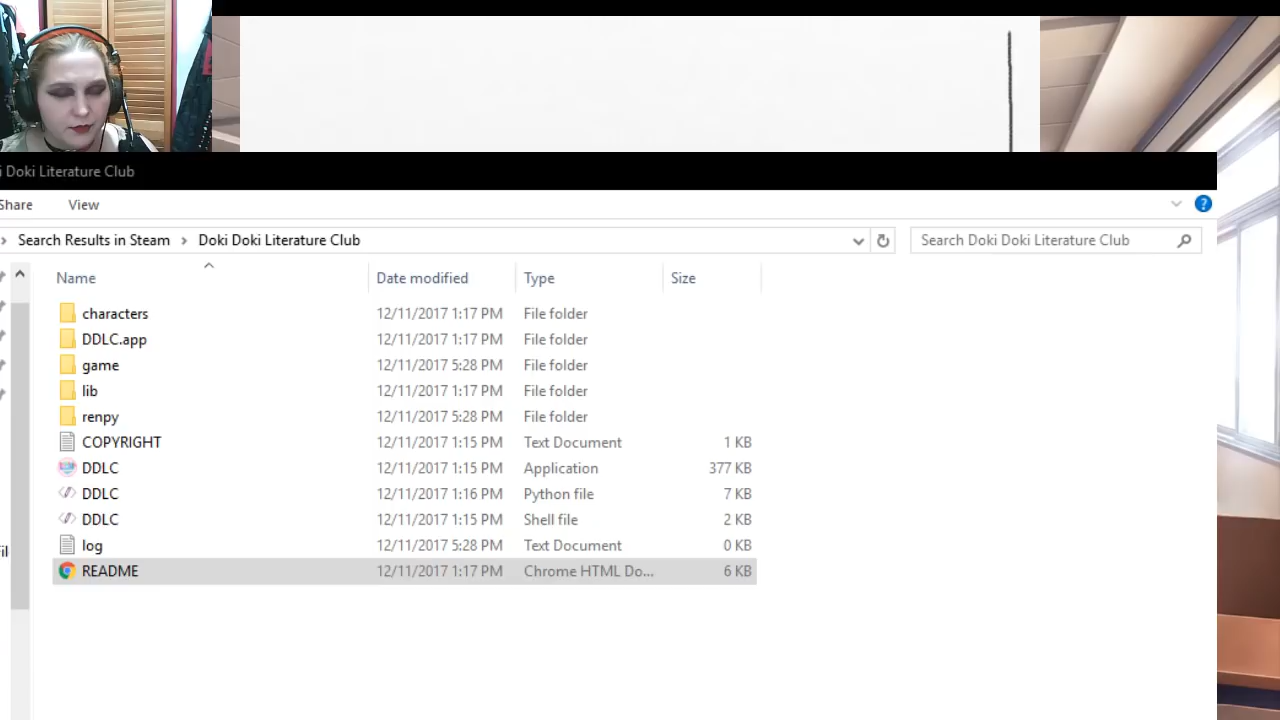 i Doki Literature Club
Share View
Search Results in Steam Doki Doki Literature Club Search Doki Doki Literature Club
Name Date modified Type Size
characters 12/11/2017 1:17 PM File folder
DDLC.app 12/11/2017 1:17 PM File folder
game 12/11/2017 5:28 PM File folder
lib 12/11/2017 1:17 PM File folder
renpy 12/11/2017 5:28 PM File folder
COPYRIGHT 12/11/2017 1:15 PM Text Document 1 KB
DDLC 12/11/2017 1:15 PM Application 377 KB
DDLC 12/11/2017 1:16 PM Python file 7 KB
DDLC 12/11/2017 1:15 PM Shell file 2 KB
log 12/11/2017 5:28 PM Text Document 0 KB
README 12/11/2017 1:17 PM Chrome HTML Do... 6 KB